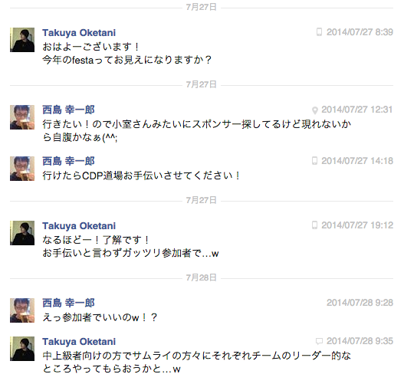 7月27日
Takuya Oketani
2014/07/27 8:39
おはよーございます！
今年のfestaってお見えになりますか？
7月27日
西島 幸一郎
2014/07/27 12:31
行きたい！ので小室さんみたいにスポンサー探してるけど現れないか
ら自腹かなぁ(^^;
西島 幸一郎
2014/07/27 14:18
行けたらCDP道場お手伝いさせてください！
7月27日
Takuya Oketani
2014/07/27 19:12
なるほどー！了解です！
お手伝いと言わずガッツリ参加者で…w
7月28日
西島 幸一郎
2014/07/28 9:28
えっ参加者でいいのw！？
Takuya Oketani
2014/07/28 9:35
中上級者向けの方でサムライの方々にそれぞれチームのリーダー的な
ところやってもらおうかと…w